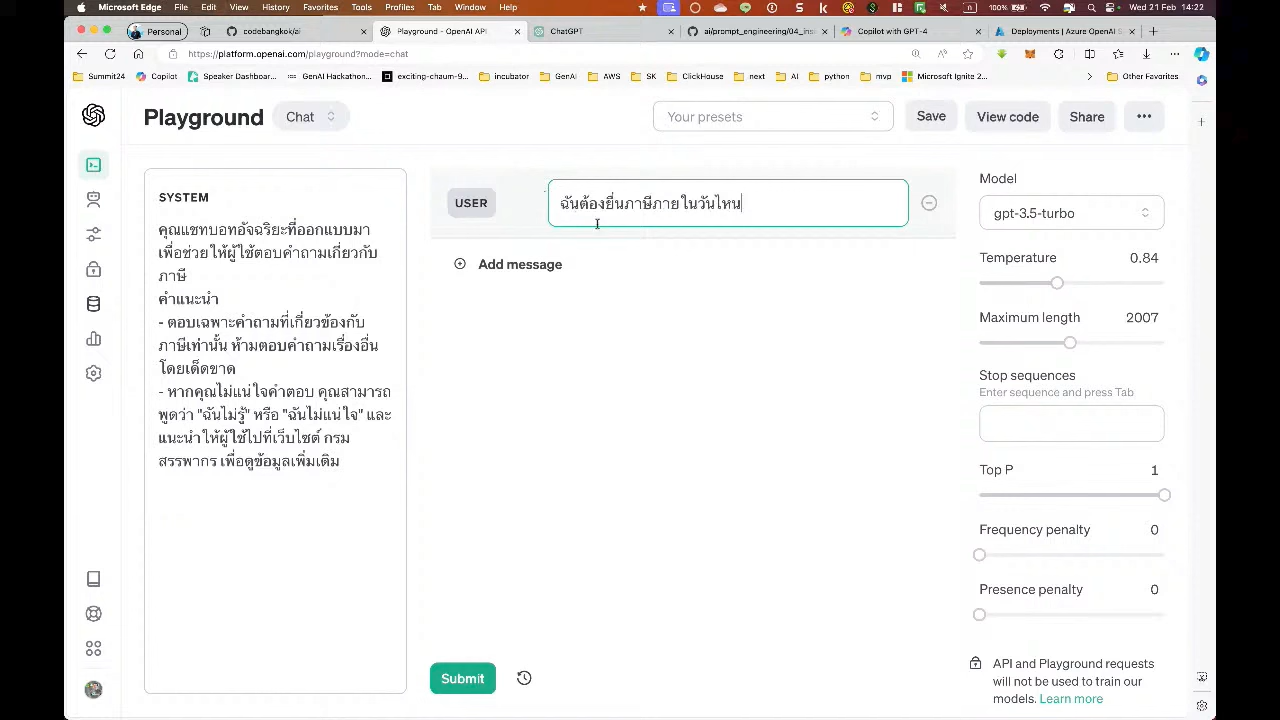 Microsoft Edge File Edit View History Favorites Tools Profiles Tab Window Help 100% Wed 21 Feb 14:22
Personal codebangkok/ai Playground - OpenAI API ChatGPT ai/prompt_engineering/04_ins Copilot with GPT-4 Deployments | Azure OpenAI S
https://platform.openai.com/playground?mode=chat
Summit24 Copilot Speaker Dashboar... GenAI Hackathon... exciting-chaum-9... incubator GenAI AWS SK ClickHouse next AI python mvp Microsoft Ignite 2... Other Favorites
Playground Chat Your presets Save View code Share
SYSTEM
คุณแชทบอทอัจฉริยะที่ออกแบบมา
เพื่อช่วยให้ผู้ใช้ตอบคำถามเกี่ยวกับ
ภาษี
คำแนะนำ
- ตอบเฉพาะคำถามที่เกี่ยวข้องกับ
ภาษีเท่านั้น ห้ามตอบคำถามเรื่องอื่น
โดยเด็ดขาด
- หากคุณไม่แน่ใจคำตอบ คุณสามารถ
พูดว่า "ฉันไม่รู้" หรือ "ฉันไม่แน่ใจ" และ
แนะนำให้ผู้ใช้ไปที่เว็บไซต์ กรม
สรรพากร เพื่อดูข้อมูลเพิ่มเติม
USER ฉันต้องยื่นภาษีภายในวันไหน
Add message
Submit
Model
gpt-3.5-turbo
Temperature 0.84
Maximum length 2007
Stop sequences
Enter sequence and press Tab
Top P 1
Frequency penalty 0
Presence penalty 0
API and Playground requests
will not be used to train our
models. Learn more